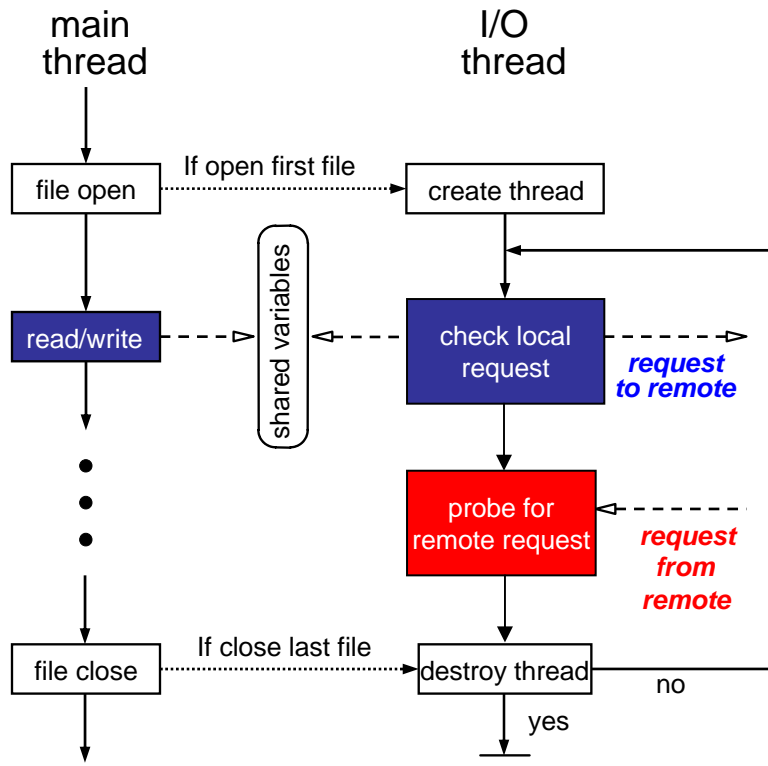 main
thread
I/O
thread
If open first file
file open
create thread
shared variables
read/write
check local
request
request
to remote
probe for
remote request
request
from
remote
If close last file
file close
destroy thread
no
yes